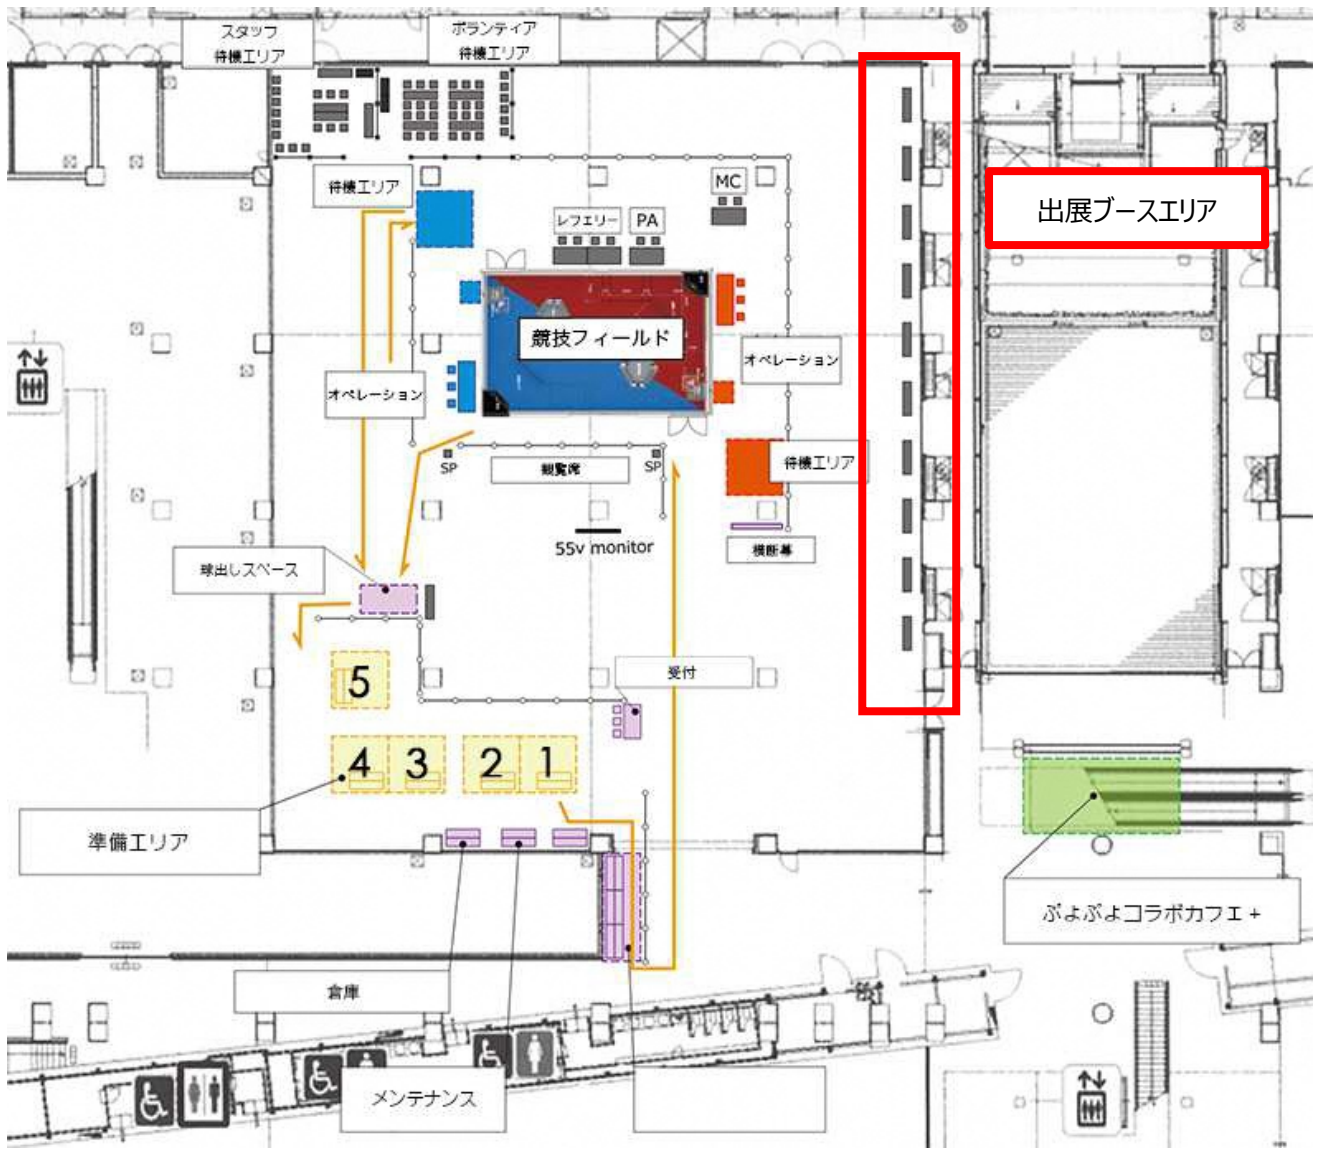 スタッフ
待機エリア
ボランティア
待機エリア
待機エリア
レフェリー
PA
MC
出展ブースエリア
競技フィールド
オペレーション
オペレーション
SP
観覧席
SP
待機エリア
55v monitor
横断幕
球出しスペース
受付
5
4
3
2
1
準備エリア
ぷよぷよコラボカフェ+
倉庫
メンテナンス